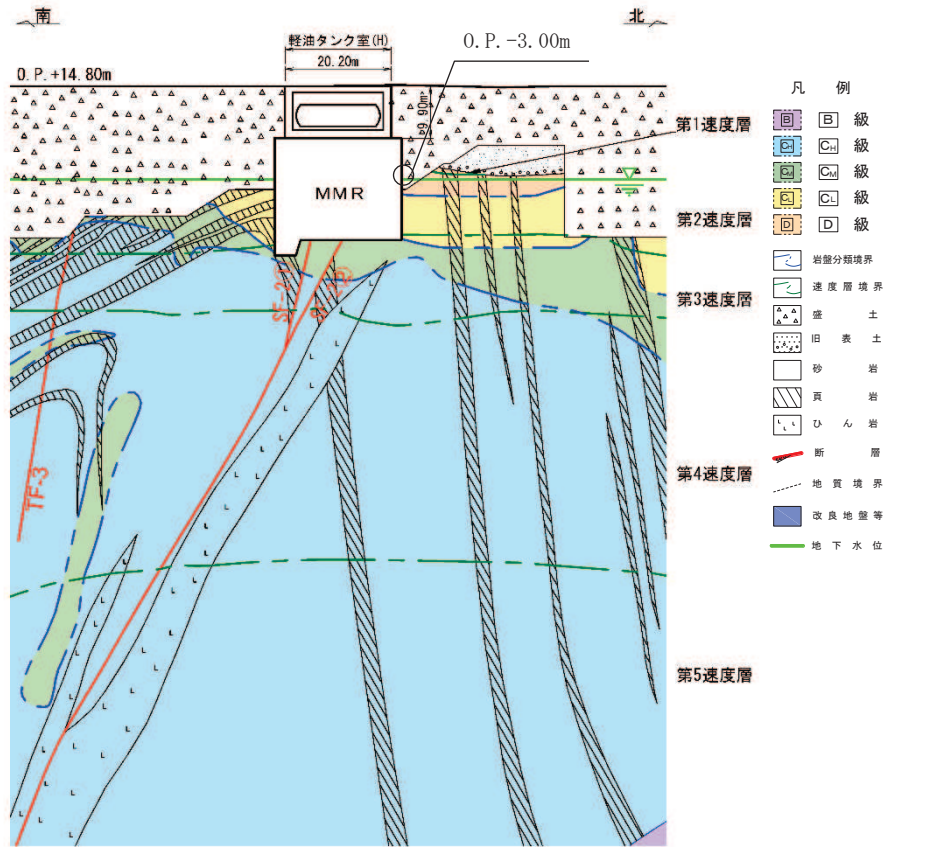 南
北
軽油タンク室(H)
20.20m
O.P.-3.00m
O.P.+14.80m
9.90m
MMR
第1速度層
第2速度層
第3速度層
第4速度層
第5速度層
TF-3
凡 例
B B 級
CH CH 級
CM CM 級
CL CL 級
D D 級
岩盤分類境界
速度層境界
盛土
旧表土
砂岩
頁岩
ひん岩
断層
地質境界
改良地盤等
地下水位